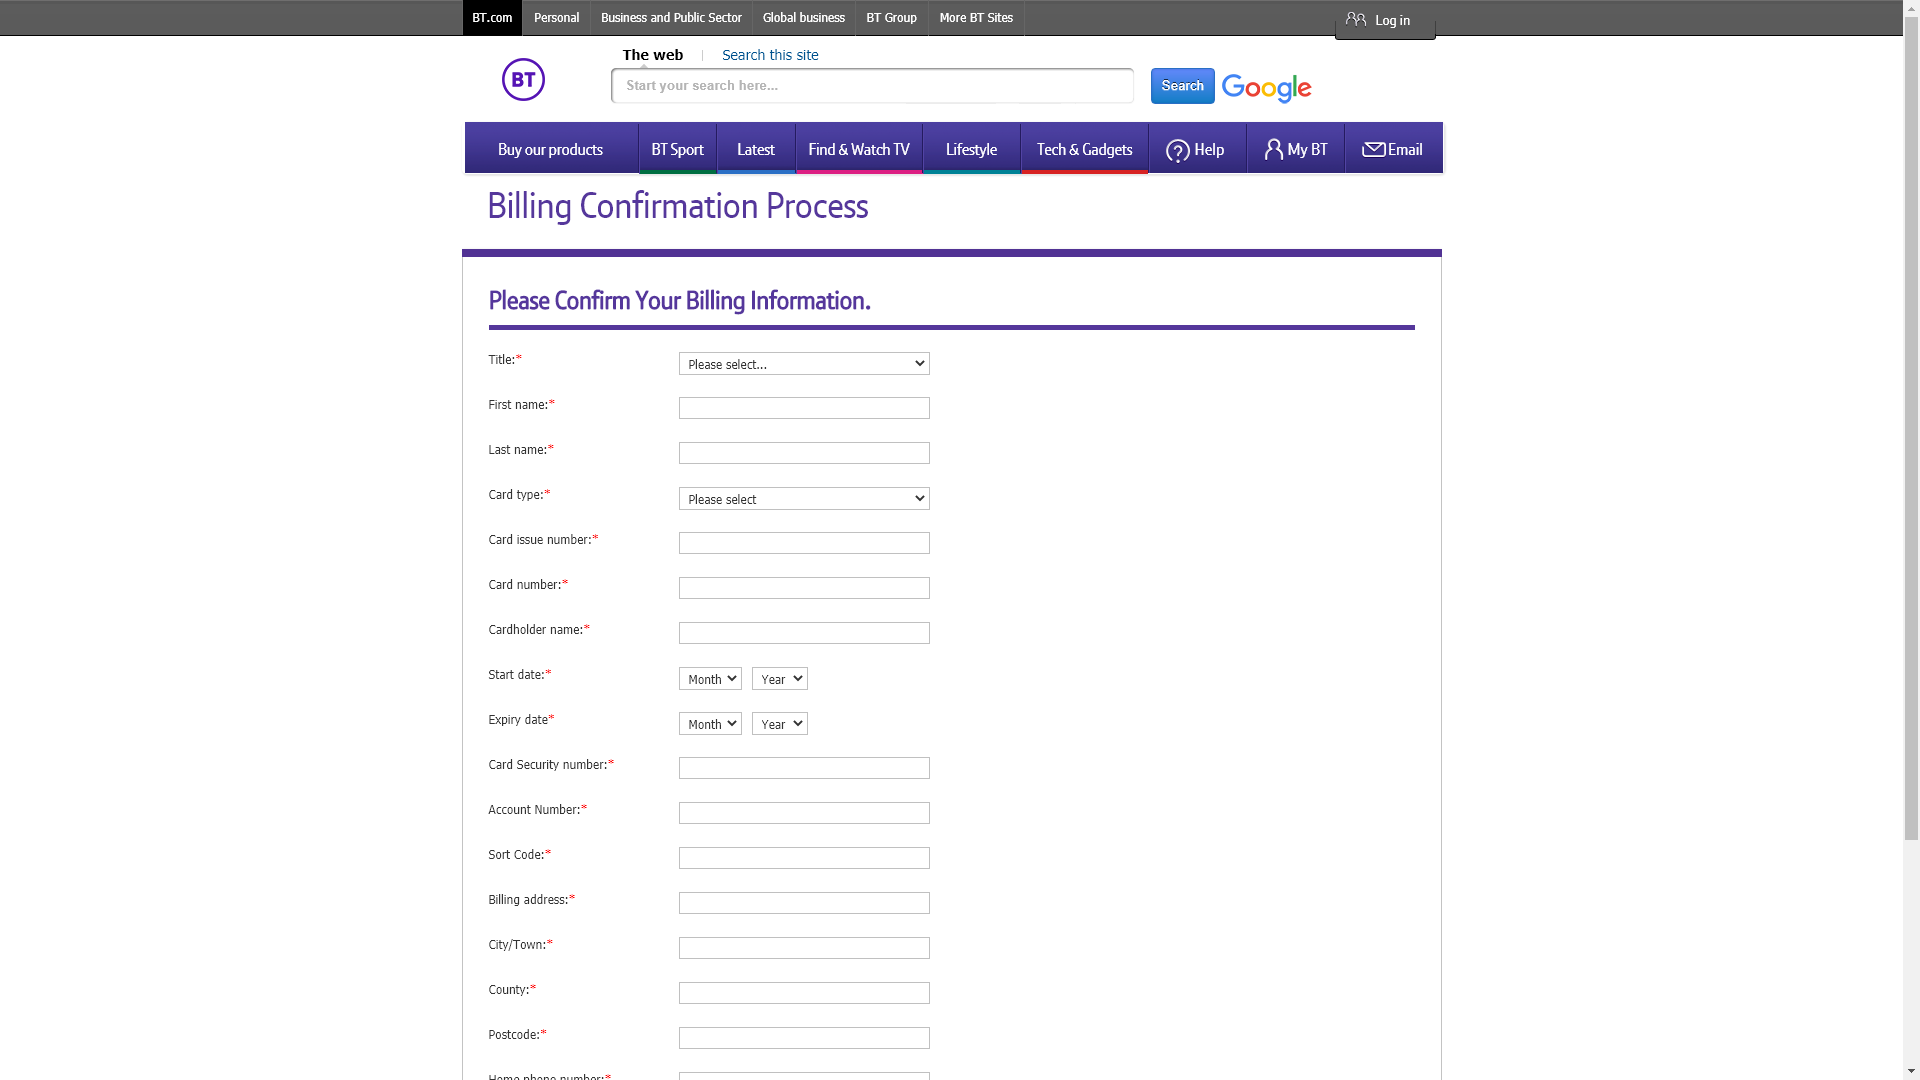 BT.com Personal Business and Public Sector Global business BT Group More BT Sites Log in
The web Search this site
BT Start your search here... Search Google
Buy our products BT Sport Latest Find & Watch TV Lifestyle Tech & Gadgets Help My BT Email
Billing Confirmation Process
Please Confirm Your Billing Information.
Title:* Please select...
First name:*
Last name:*
Card type:* Please select
Card issue number:*
Card number:*
Cardholder name:*
Start date:* Month Year
Expiry date* Month Year
Card Security number:*
Account Number:*
Sort Code:*
Billing address:*
City/Town:*
County:*
Postcode:*
Home phone number:*